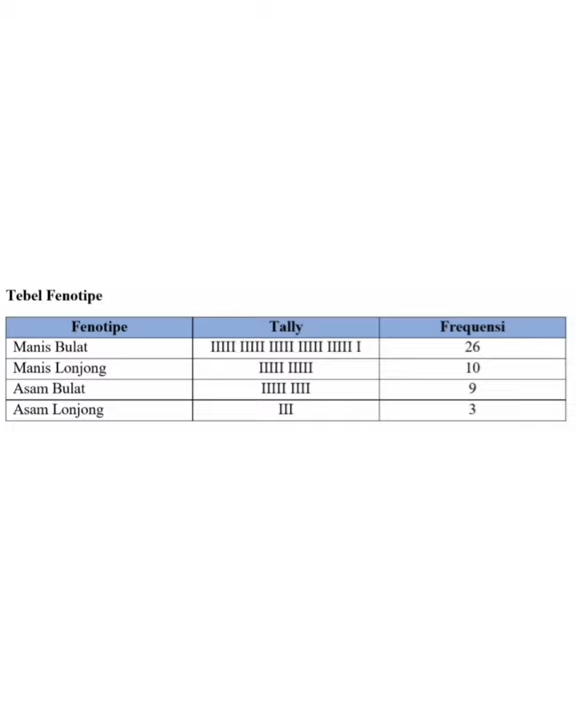 Tebel Fenotipe
Fenotipe Tally Frequensi
Manis Bulat IIIII IIIII IIIII IIIII IIIII I 26
Manis Lonjong IIIII IIIII 10
Asam Bulat IIIII IIII 9
Asam Lonjong III 3